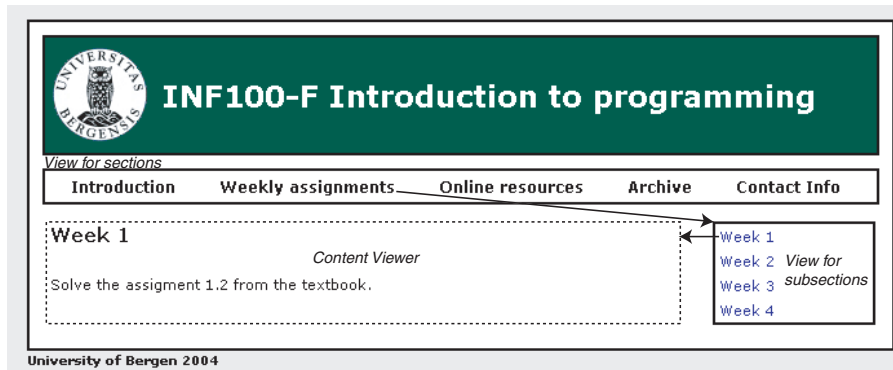 UNIVERSITAS BERGENSIS
INF100-F Introduction to programming
View for sections
Introduction Weekly assignments Online resources Archive Contact Info
Week 1
Content Viewer
Solve the assigment 1.2 from the textbook.
Week 1
Week 2
View for
Week 3
subsections
Week 4
University of Bergen 2004